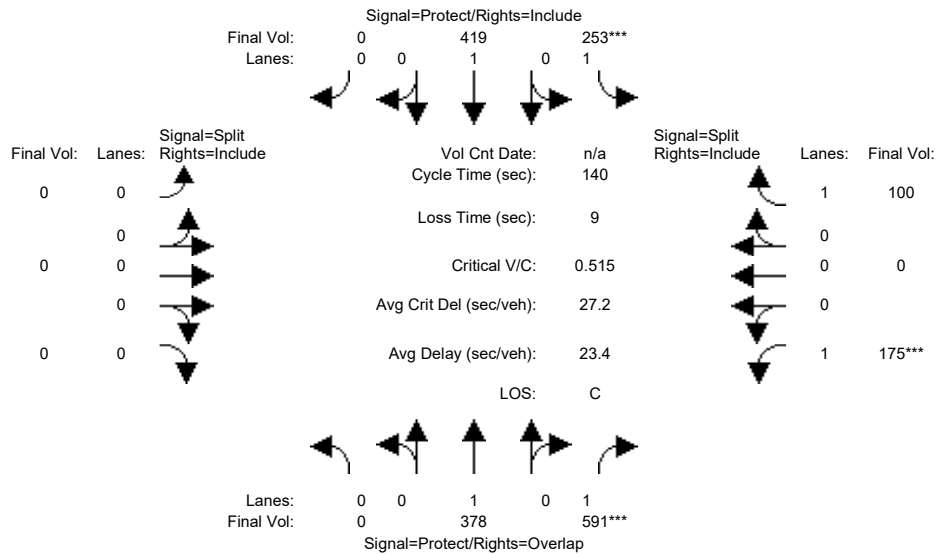 Signal=Protect/Rights=Include
Final Vol: 0 419 253***
Lanes: 0 0 1 0 1
Signal=Split
Final Vol: Lanes: Rights=Include
Vol Cnt Date: n/a
Signal=Split
Rights=Include Lanes: Final Vol:
Cycle Time (sec): 140
0 0
1 100
Loss Time (sec): 9
0
0
0 0
Critical V/C: 0.515
0 0
0
Avg Crit Del (sec/veh): 27.2
0
0 0
Avg Delay (sec/veh): 23.4
1 175***
LOS: C
Lanes: 0 0 1 0 1
Final Vol: 0 378 591***
Signal=Protect/Rights=Overlap